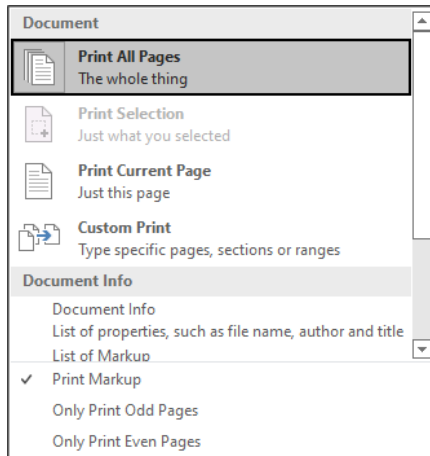 Document
Print All Pages
The whole thing
Print Selection
Just what you selected
Print Current Page
Just this page
Custom Print
Type specific pages, sections or ranges
Document Info
Document Info
List of properties, such as file name, author and title
List of Markup
Print Markup
Only Print Odd Pages
Only Print Even Pages